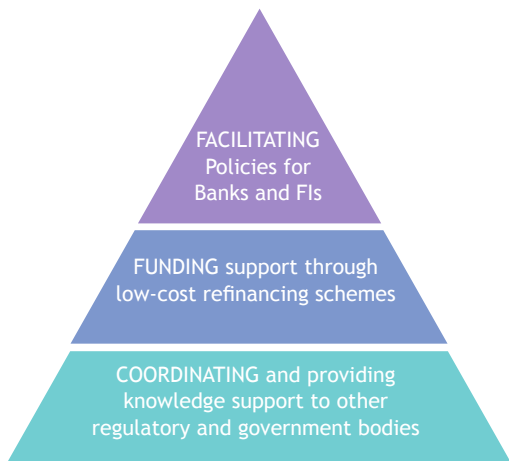 FACILITATING
Policies for
Banks and FIs
FUNDING support through
low-cost refinancing schemes
COORDINATING and providing
knowledge support to other
regulatory and government bodies